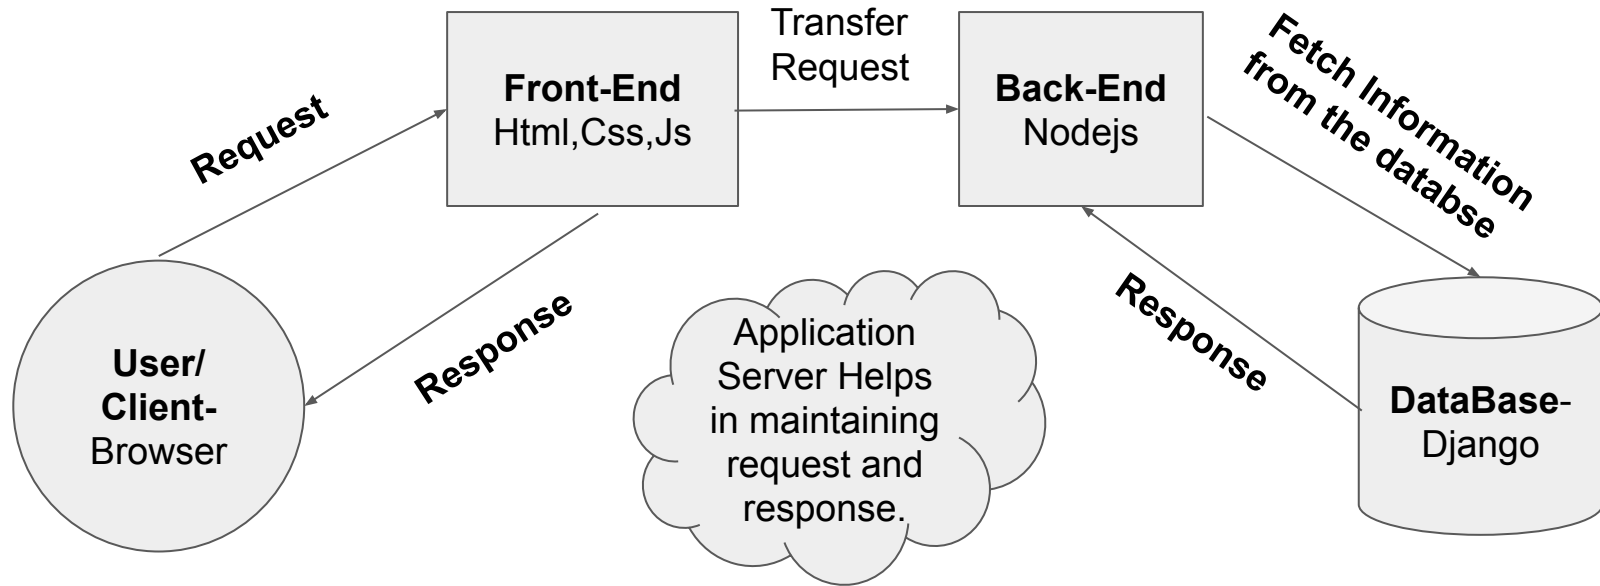 Request
Front-End
Html,Css,Js
Transfer
Request
Back-End
Nodejs
Fetch Information
from the databse
User/
Client-
Browser
Response
Application
Server Helps
in maintaining
request and
response.
Response
DataBase-
Django